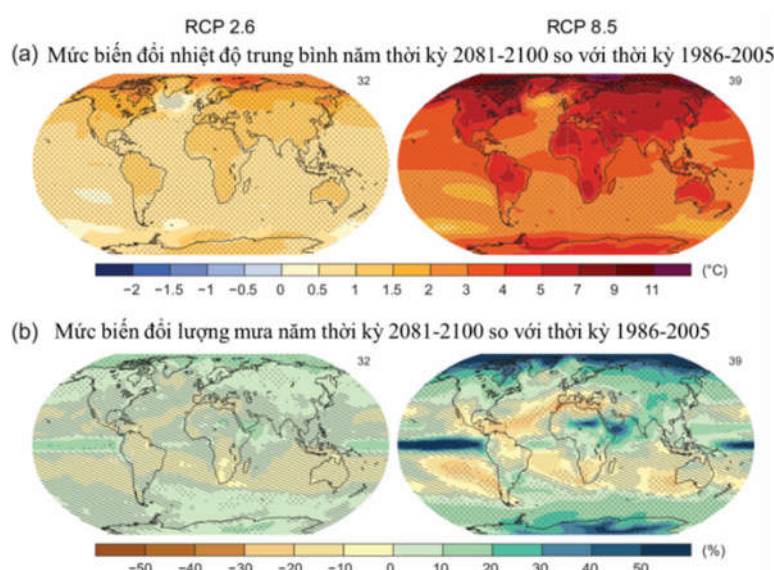 RCP 2.6 RCP 8.5
(a) Mức biến đổi nhiệt độ trung bình năm thời kỳ 2081-2100 so với thời kỳ 1986-2005
32 39
−2 −1.5 −1 −0.5 0 0.5 1 1.5 2 3 4 5 7 9 11 (°C)
(b) Mức biến đổi lượng mưa năm thời kỳ 2081-2100 so với thời kỳ 1986-2005
32 39
−50 −40 −30 −20 −10 0 10 20 30 40 50 (%)